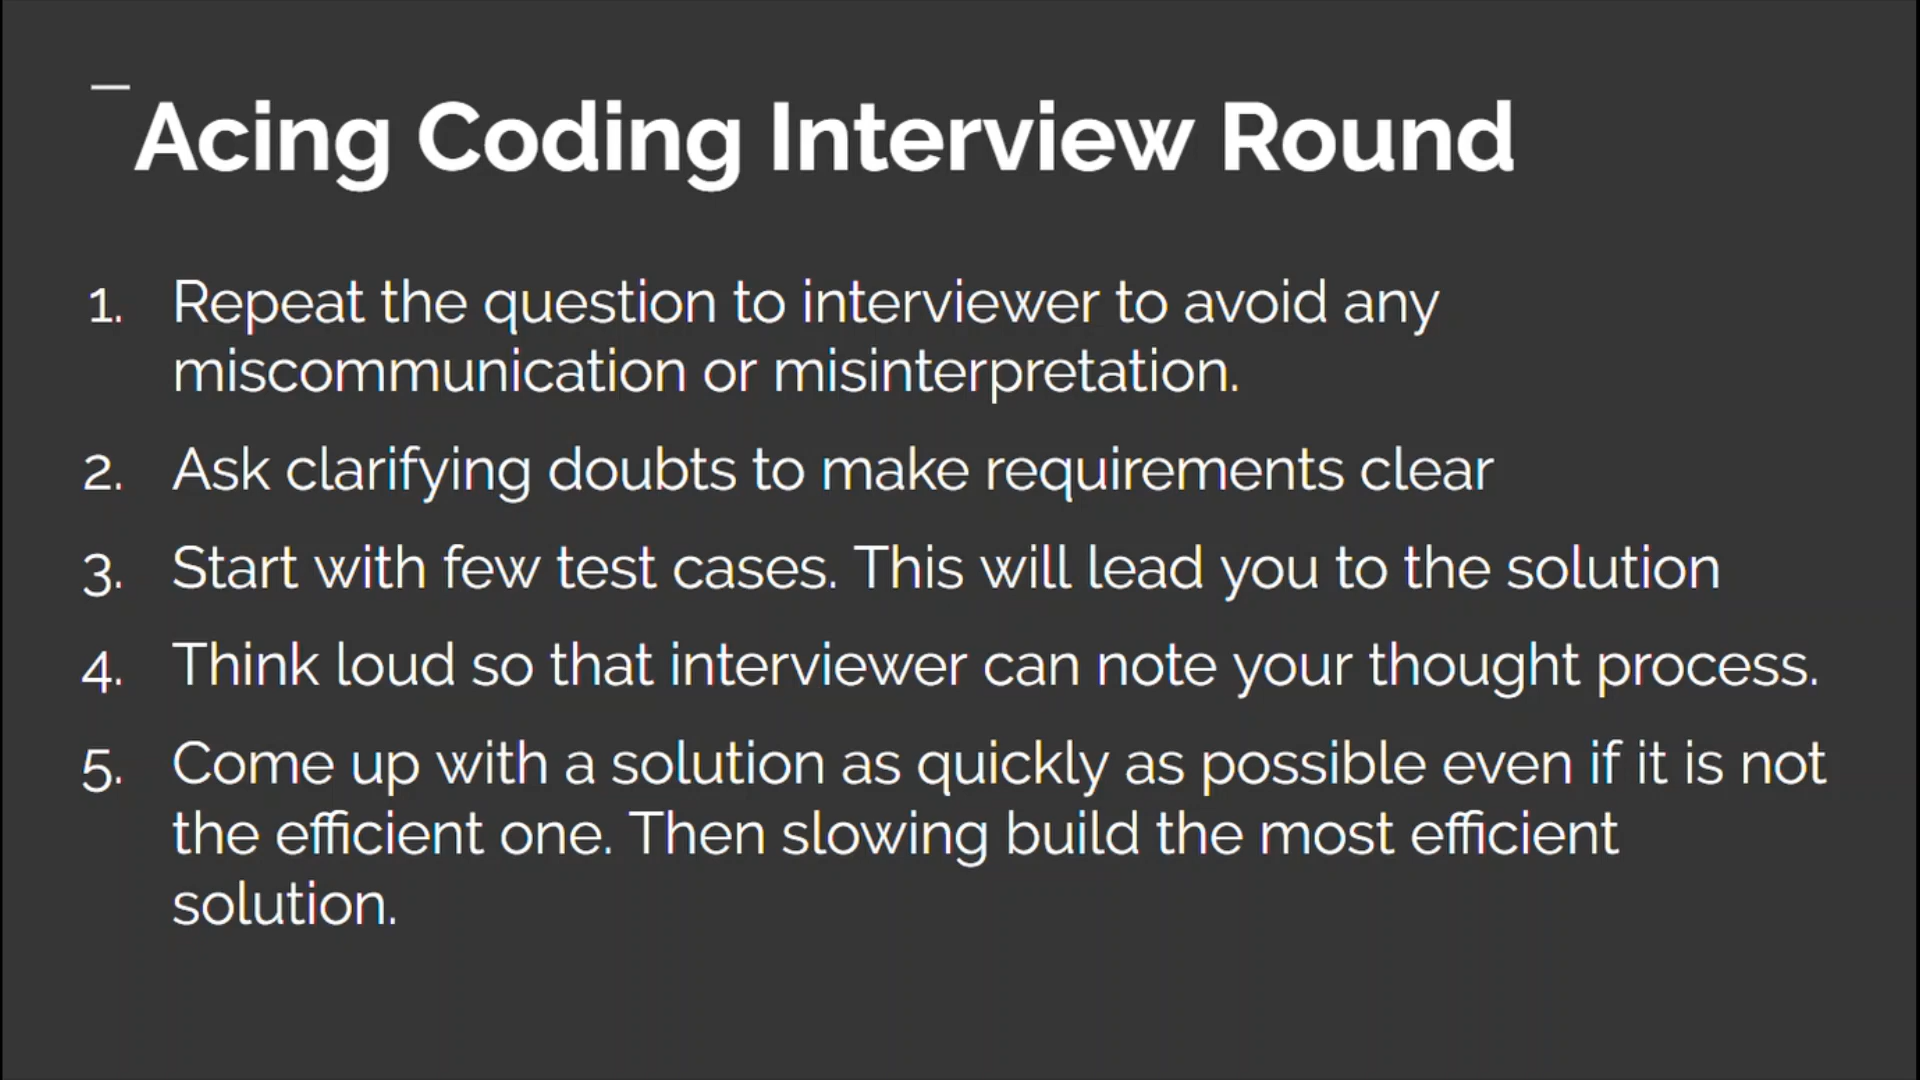 Acing Coding Interview Round
1. Repeat the question to interviewer to avoid any
miscommunication or misinterpretation.
2. Ask clarifying doubts to make requirements clear
3. Start with few test cases. This will lead you to the solution
4. Think loud so that interviewer can note your thought process.
5. Come up with a solution as quickly as possible even if it is not
the efficient one. Then slowing build the most efficient
solution.